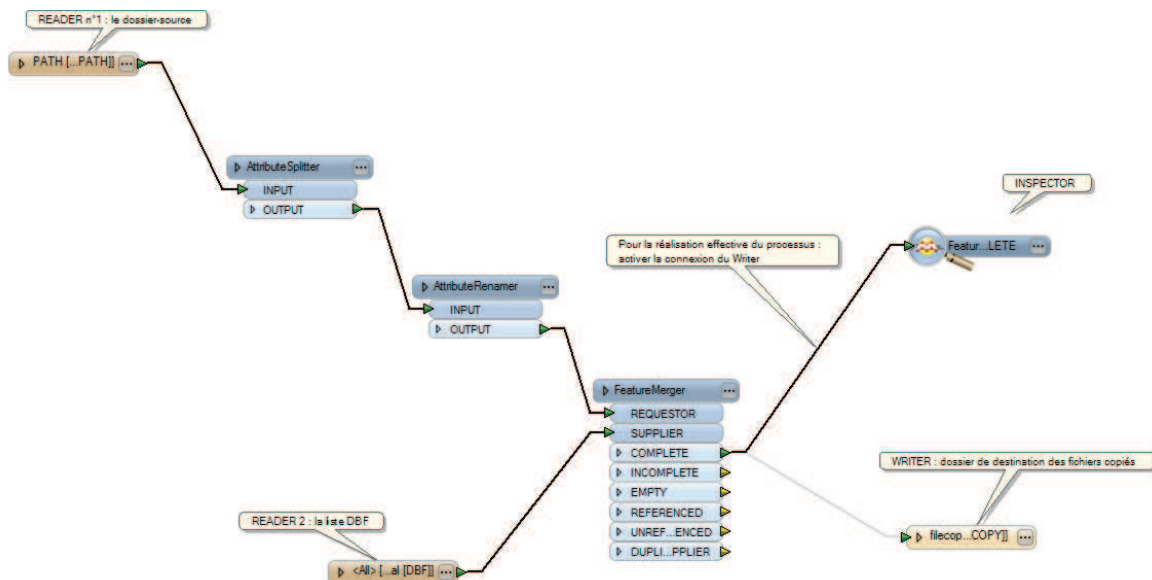 READER n°1 : le dossier-source
PATH [...PATH]]
AttributeSplitter
INPUT
OUTPUT
INSPECTOR
Featur...LETE
Pour la réalisation effective du processus :
activer la connexion du Writer
AttributeRenamer
INPUT
OUTPUT
FeatureMerger
REQUESTOR
SUPPLIER
COMPLETE
INCOMPLETE
EMPTY
REFERENCED
UNREF...ENCED
DUPLI...PPLIER
WRITER : dossier de destination des fichiers copiés
filecop...COPY]]
READER 2 : la liste DBF
<All> [...al [DBF]]